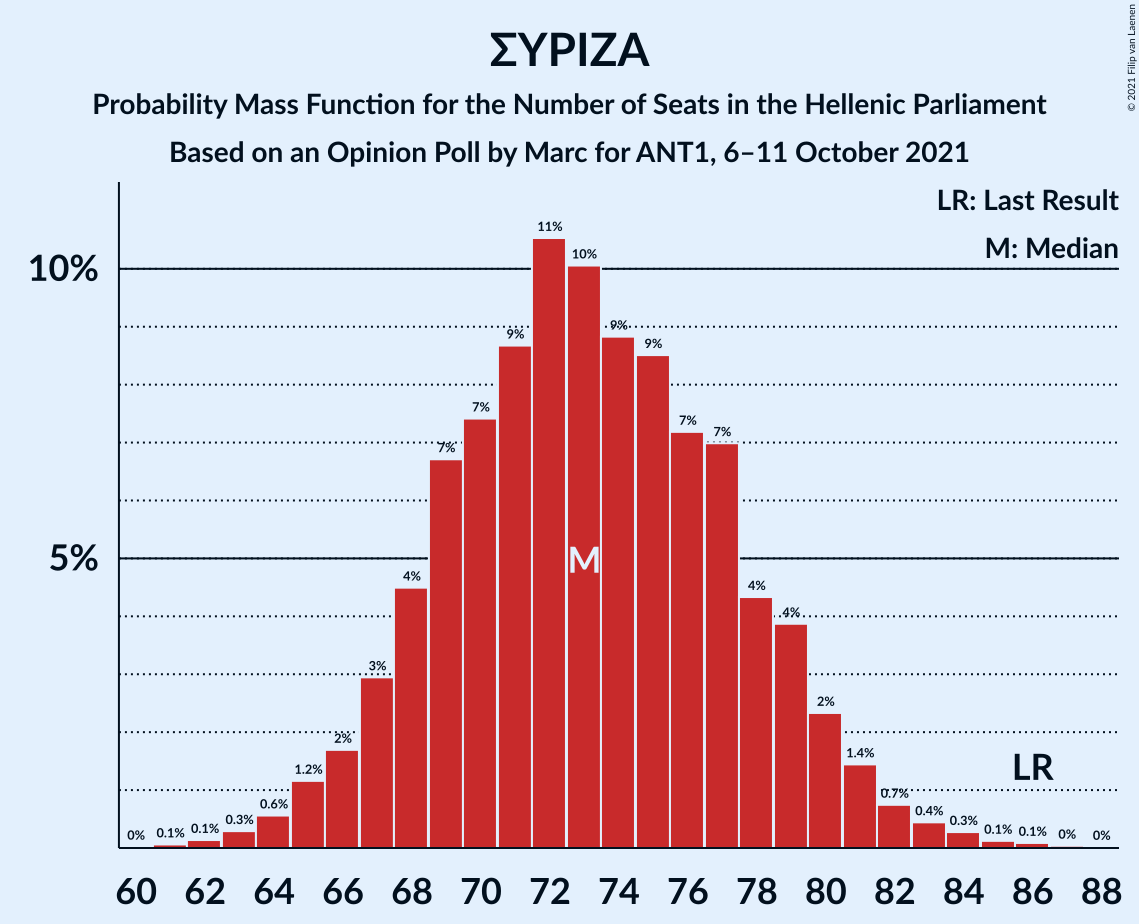 ΣΥΡΙΖΑ
Probability Mass Function for the Number of Seats in the Hellenic Parliament
Based on an Opinion Poll by Marc for ANT1, 6–11 October 2021
© 2021 Filip van Laenen
LR: Last Result
M: Median
10%
5%
0% 0.1% 0.1% 0.3% 0.6% 1.2% 2% 3% 4% 7% 7% 9% 11% 10% 9% 9% 7% 7% 4% 4% 2% 1.4% 0.7% 0.4% 0.3% 0.1% 0.1% 0% 0%
M
LR
60 62 64 66 68 70 72 74 76 78 80 82 84 86 88